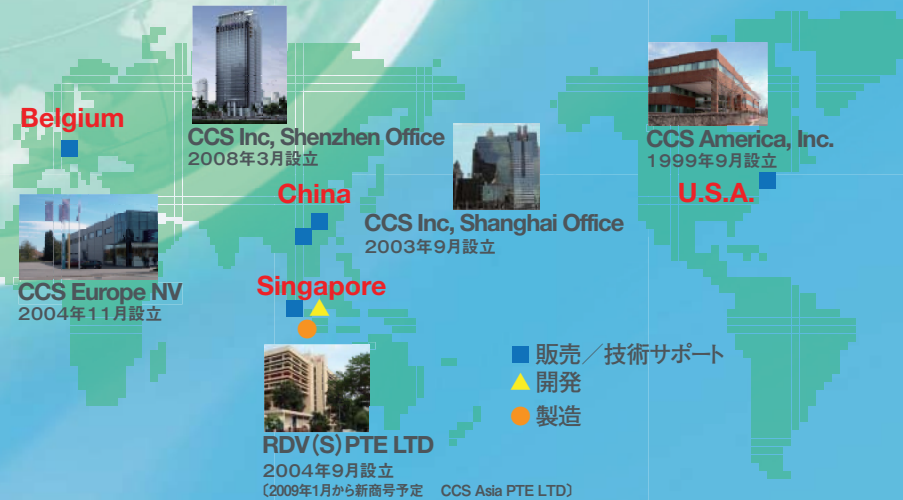 Belgium
CCS Inc, Shenzhen Office
2008年3月設立
CCS America, Inc.
1999年9月設立
China
U.S.A.
CCS Inc, Shanghai Office
2003年9月設立
CCS Europe NV
2004年11月設立
Singapore
販売／技術サポート
開発
製造
RDV(S)PTE LTD
2004年9月設立
〔2009年1月から新商号予定 CCS Asia PTE LTD〕